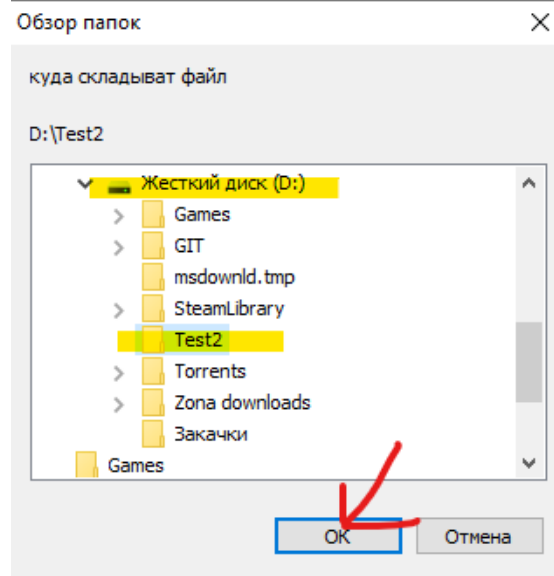 Обзор папок
куда складыват файл
D:\Test2
Жесткий диск (D:)
Games
GIT
msdownld.tmp
SteamLibrary
Test2
Torrents
Zona downloads
Закачки
Games
ОК
Отмена